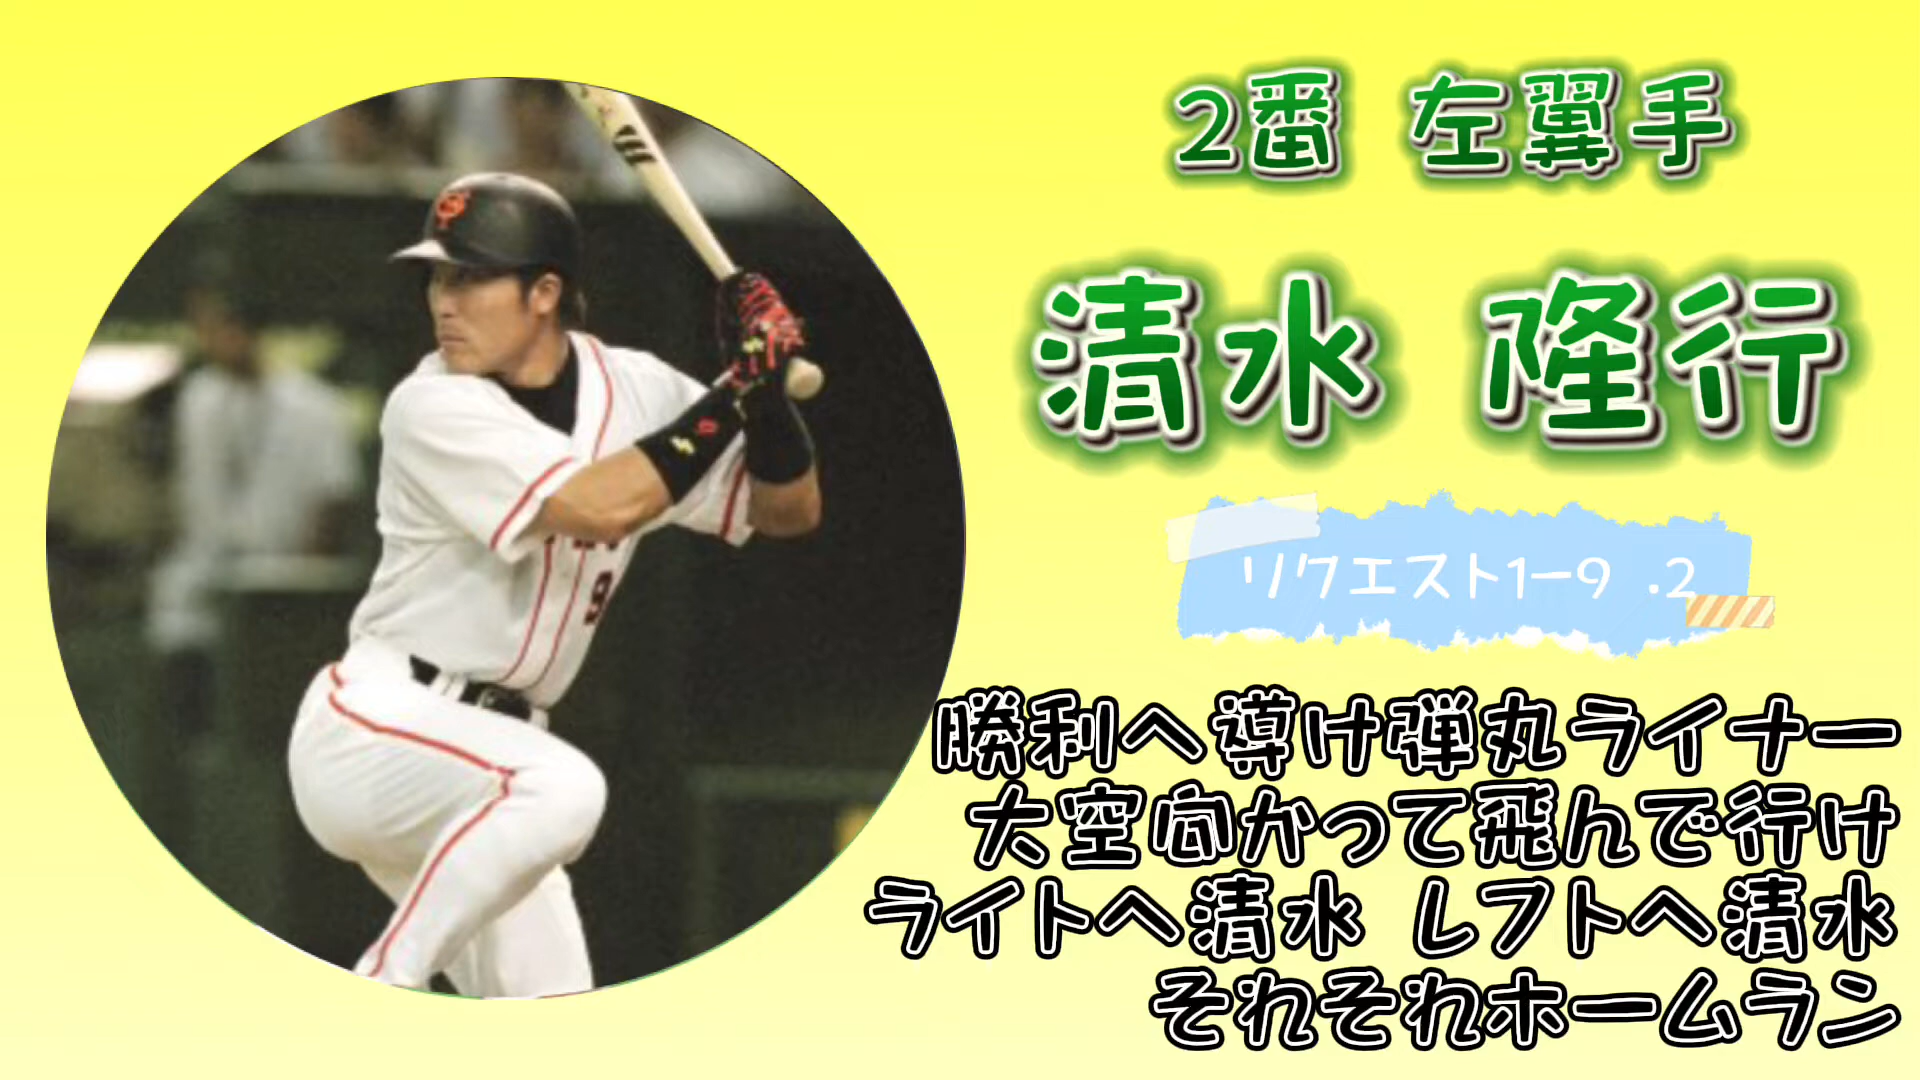 2番 左翼手
清水 隆行
リクエスト1-9 .2
勝利へ導け弾丸ライナー
大空向かって飛んで行け
ライトへ清水 レフトへ清水
それそれホームラン
9